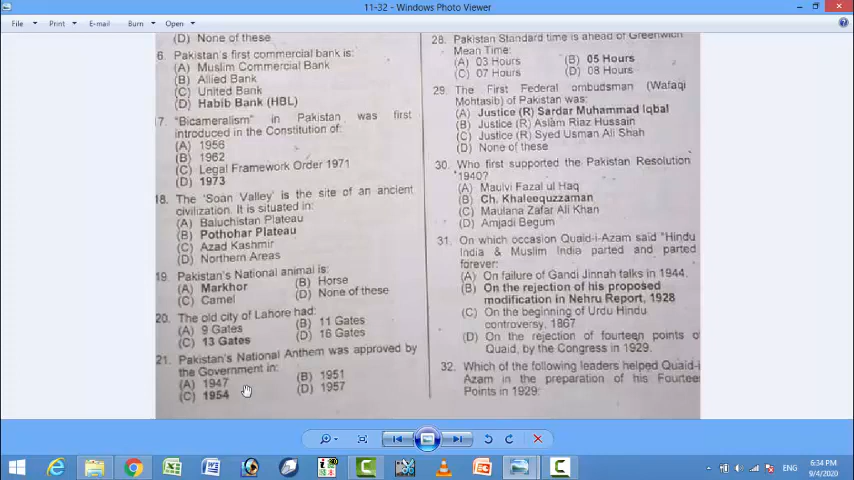 11-32 - Windows Photo Viewer
File Print E-mail Burn Open
(D) None of these
6. Pakistan's first commercial bank is:
(A) Muslim Commercial Bank
(B) Allied Bank
(C) United Bank
(D) Habib Bank (HBL)
17. "Bicameralism" in Pakistan was first
introduced in the Constitution of:
(A) 1956
(B) 1962
(C) Legal Framework Order 1971
(D) 1973
18. The 'Soan Valley' is the site of an ancient
civilization. It is situated in:
(A) Baluchistan Plateau
(B) Pothohar Plateau
(C) Azad Kashmir
(D) Northern Areas
19. Pakistan's National animal is:
(A) Markhor (B) Horse
(C) Camel (D) None of these
20. The old city of Lahore had:
(A) 9 Gates (B) 11 Gates
(C) 13 Gates (D) 16 Gates
21. Pakistan's National Anthem was approved by
the Government in:
(A) 1947 (B) 1951
(C) 1954 (D) 1957
28. Pakistan Standard time is ahead of Greenwich
Mean Time:
(A) 03 Hours (B) 05 Hours
(C) 07 Hours (D) 08 Hours
29. The First Federal ombudsman (Wafaqi
Mohtasib) of Pakistan was:
(A) Justice (R) Sardar Muhammad Iqbal
(B) Justice (R) Aslam Riaz Hussain
(C) Justice (R) Syed Usman Ali Shah
(D) None of these
30. Who first supported the Pakistan Resolution
1940?
(A) Maulvi Fazal ul Haq
(B) Ch. Khaleequzzaman
(C) Maulana Zafar Ali Khan
(D) Amjadi Begum
31. On which occasion Quaid-i-Azam said "Hindu
India & Muslim India parted and parted
forever:
(A) On failure of Gandi Jinnah talks in 1944.
(B) On the rejection of his proposed
modification in Nehru Report, 1928
(C) On the beginning of Urdu Hindu
controversy, 1867
(D) On the rejection of fourteen points of
Quaid, by the Congress in 1929.
32. Which of the following leaders helped Quaid-i-
Azam in the preparation of his Fourteen
Points in 1929:
ENG
6:34 PM
9/4/2020